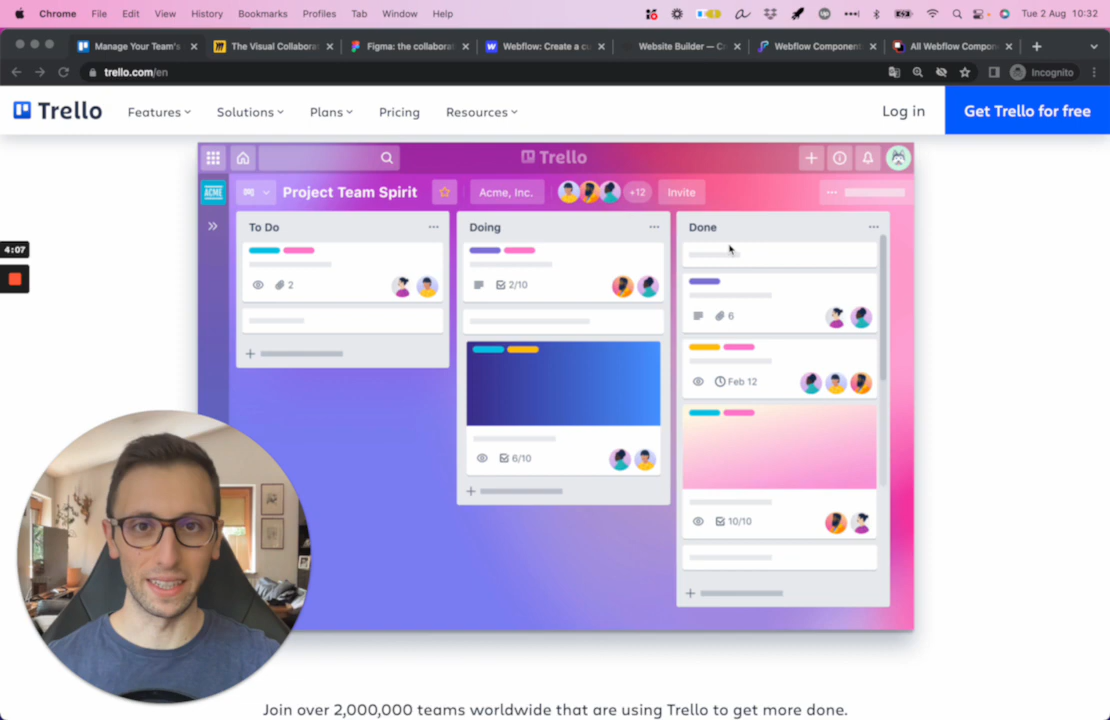 Chrome File Edit View History Bookmarks Profiles Tab Window Help Tue 2 Aug 10:32
Manage Your Team's The Visual Collabora Figma: the collabora Webflow: Create a cu Website Builder — C Webflow Component All Webflow Compo
trello.com/en Incognito
Trello Features Solutions Plans Pricing Resources Log in Get Trello for free
Trello
ACME Project Team Spirit Acme, Inc. +12 Invite
To Do Doing Done
4:07
2 2/10
6
Feb 12
6/10
10/10
Join over 2,000,000 teams worldwide that are using Trello to get more done.